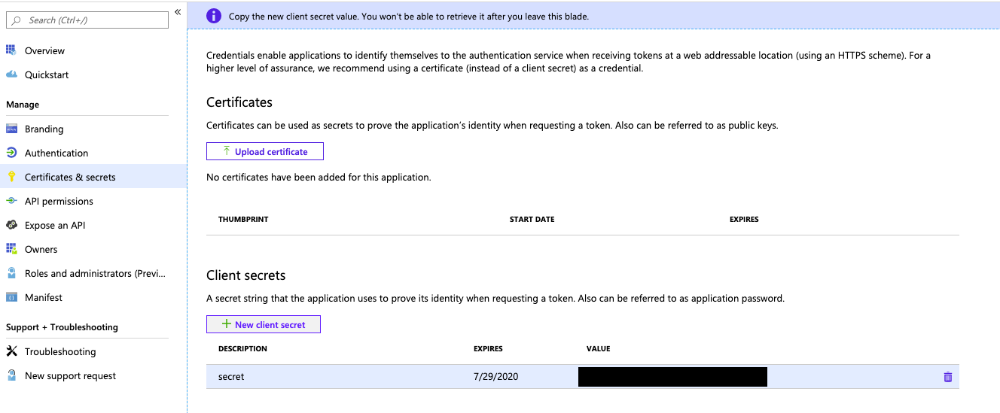 Search (Ctrl+/)
«
Overview
Quickstart
Manage
Branding
Authentication
Certificates & secrets
API permissions
Expose an API
Owners
Roles and administrators (Previ...
Manifest
Support + Troubleshooting
Troubleshooting
New support request
Copy the new client secret value. You won't be able to retrieve it after you leave this blade.
Credentials enable applications to identify themselves to the authentication service when receiving tokens at a web addressable location (using an HTTPS scheme). For a
higher level of assurance, we recommend using a certificate (instead of a client secret) as a credential.
Certificates
Certificates can be used as secrets to prove the application's identity when requesting a token. Also can be referred to as public keys.
Upload certificate
No certificates have been added for this application.
THUMBPRINT START DATE EXPIRES
Client secrets
A secret string that the application uses to prove its identity when requesting a token. Also can be referred to as application password.
New client secret
DESCRIPTION EXPIRES VALUE
secret 7/29/2020